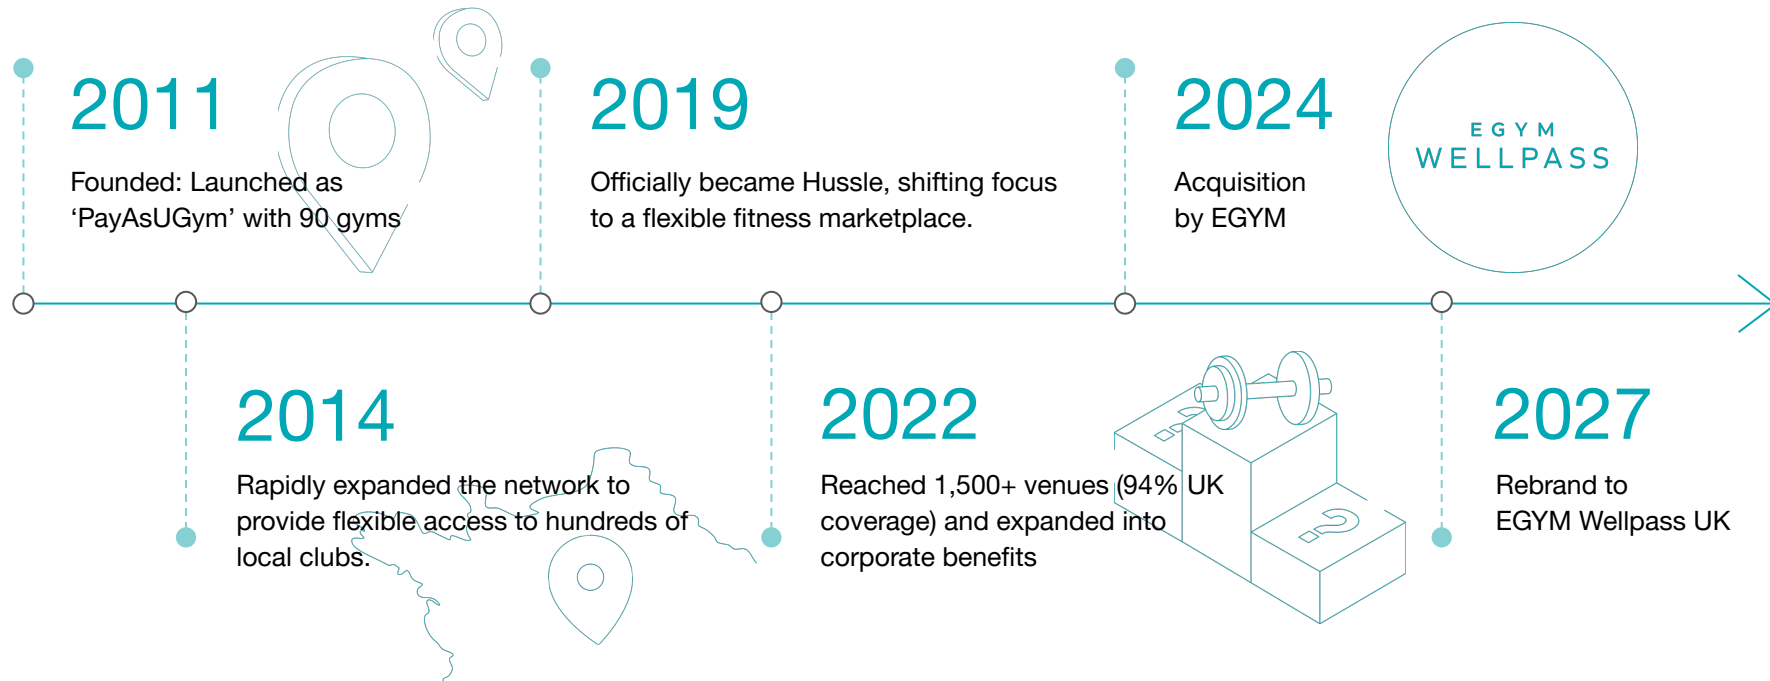 2011
Founded: Launched as
‘PayAsUGym’ with 90 gyms
2014
Rapidly expanded the network to
provide flexible access to hundreds of
local clubs.
2019
Officially became Hussle, shifting focus
to a flexible fitness marketplace.
2022
Reached 1,500+ venues (94% UK
coverage) and expanded into
corporate benefits
?
?
2024
Acquisition
by EGYM
EGYM
WELLPASS
2027
Rebrand to
EGYM Wellpass UK